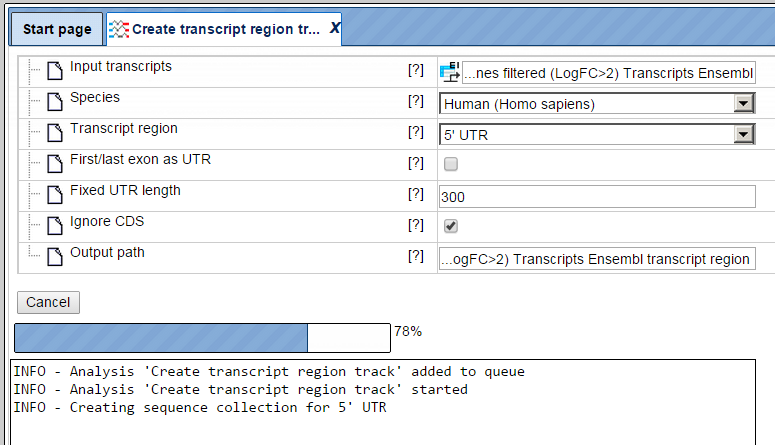 Start page
Create transcript region tr... X
Input transcripts [?] EI ...nes filtered (LogFC>2) Transcripts Ensembl
Species [?] Human (Homo sapiens)
Transcript region [?] 5' UTR
First/last exon as UTR [?]
Fixed UTR length [?] 300
Ignore CDS [?]
Output path [?] ...ogFC>2) Transcripts Ensembl transcript region
Cancel
78%
INFO - Analysis 'Create transcript region track' added to queue
INFO - Analysis 'Create transcript region track' started
INFO - Creating sequence collection for 5' UTR